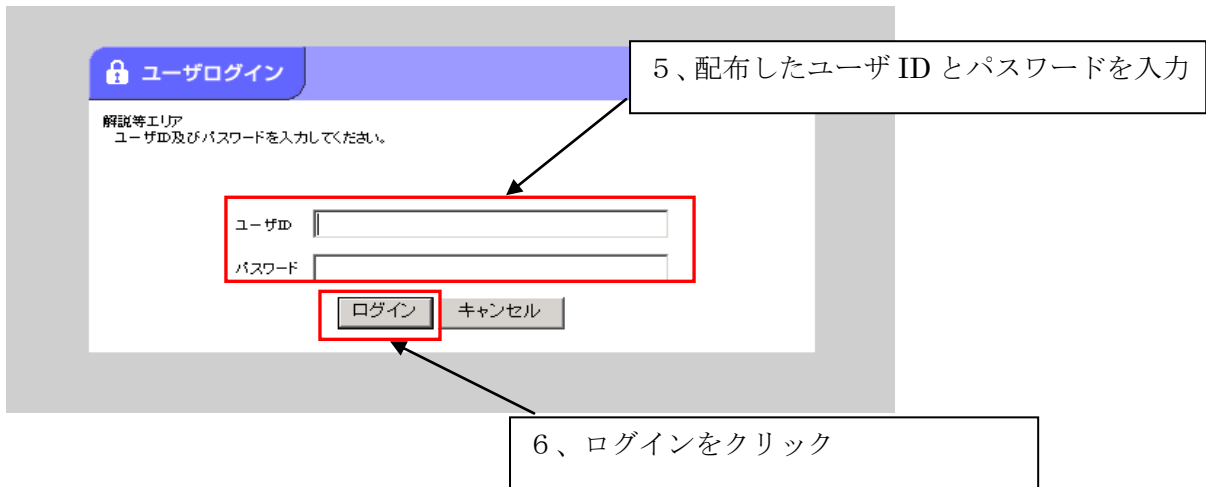 ユーザログイン
5、配布したユーザ ID とパスワードを入力
解説等エリア
ユーザID及びパスワードを入力してください。
ユーザID
パスワード
ログイン キャンセル
6、ログインをクリック